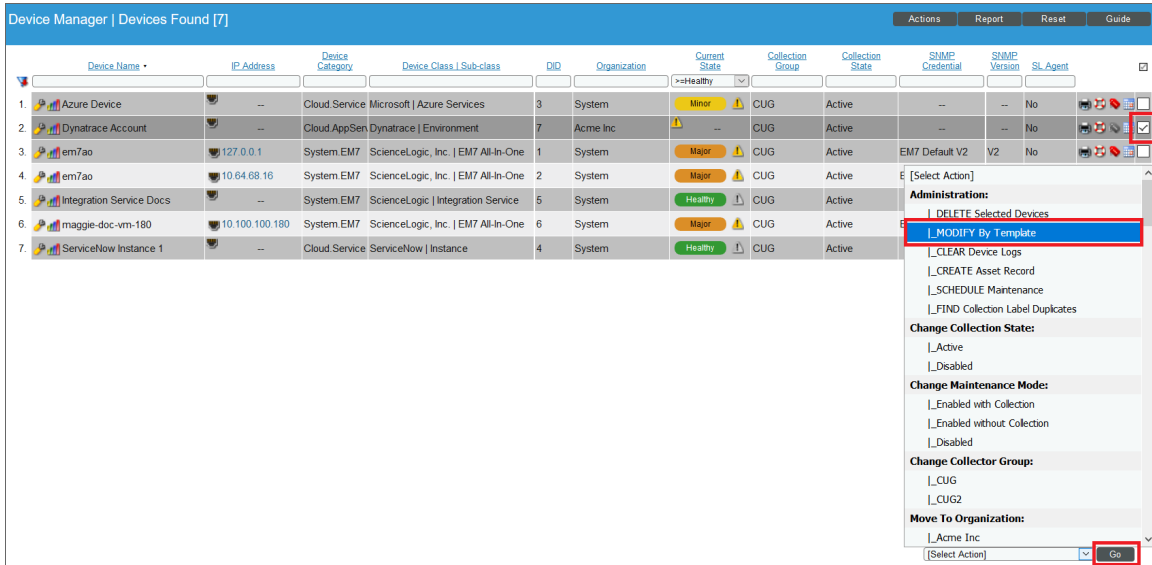 Device Manager | Devices Found [7]
Actions Report Reset Guide
Device Name IP Address Device Category Device Class | Sub-class DID Organization Current State Collection Group Collection State SNMP Credential SNMP Version SL Agent
>=Healthy
1. Azure Device -- Cloud.Service Microsoft | Azure Services 3 System Minor CUG Active -- -- No
2. Dynatrace Account -- Cloud.AppServ Dynatrace | Environment 7 Acme Inc -- CUG Active -- -- No
3. em7ao 127.0.0.1 System.EM7 ScienceLogic, Inc. | EM7 All-In-One 1 System Major CUG Active EM7 Default V2 V2 No
4. em7ao 10.64.68.16 System.EM7 ScienceLogic, Inc. | EM7 All-In-One 2 System Major CUG Active E
5. Integration Service Docs -- System.EM7 ScienceLogic | Integration Service 5 System Healthy CUG Active
6. maggie-doc-vm-180 10.100.100.180 System.EM7 ScienceLogic, Inc. | EM7 All-In-One 6 System Major CUG Active E
7. ServiceNow Instance 1 -- Cloud.Service ServiceNow | Instance 4 System Healthy CUG Active
[Select Action]
Administration:
|_DELETE Selected Devices
|_MODIFY By Template
|_CLEAR Device Logs
|_CREATE Asset Record
|_SCHEDULE Maintenance
|_FIND Collection Label Duplicates
Change Collection State:
|_Active
|_Disabled
Change Maintenance Mode:
|_Enabled with Collection
|_Enabled without Collection
|_Disabled
Change Collector Group:
|_CUG
|_CUG2
Move To Organization:
|_Acme Inc
[Select Action] Go